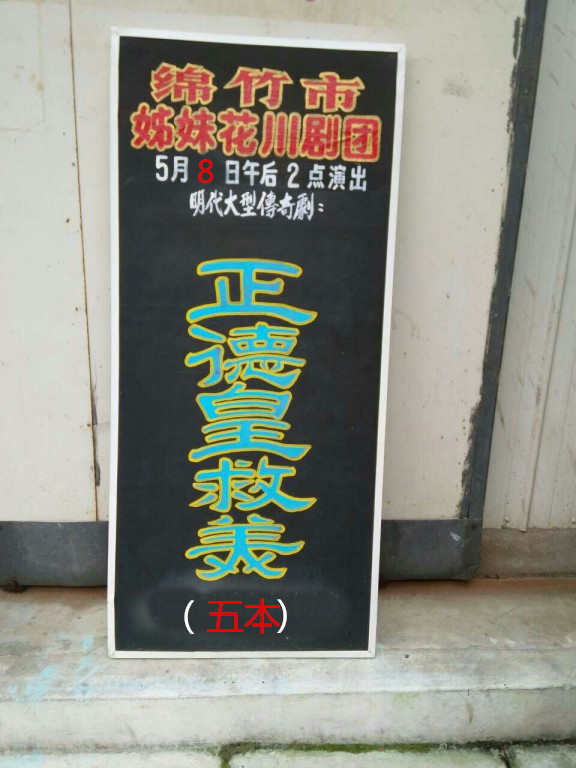 绵竹市
姊妹花川剧团
5月8日午后2点演出
明代大型傳奇劇：
正德皇救美
(五本)